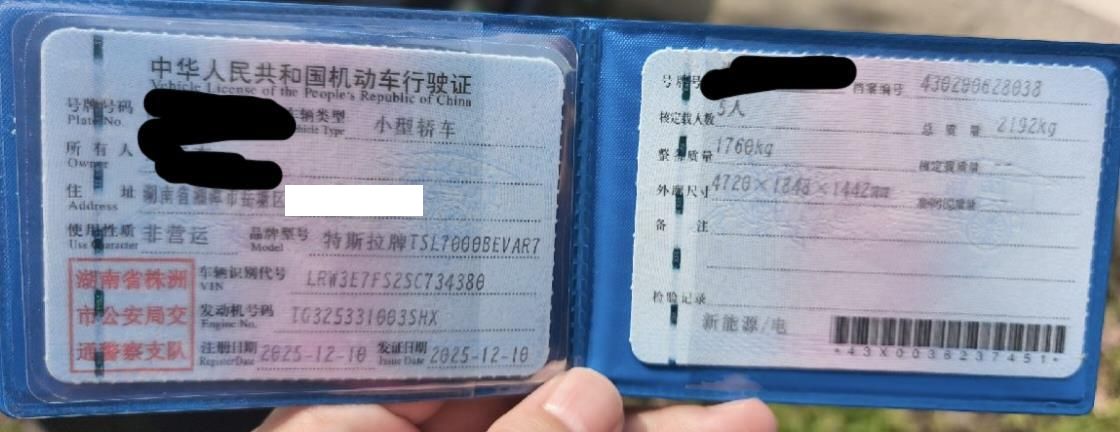 中华人民共和国机动车行驶证
Vehicle License of the People's Republic of China
号牌号码
Plate No.
车辆类型
Vehicle Type
小型轿车
所有人
Owner
住址
Address
湖南省湘潭市岳塘区
使用性质
Use Character
非营运
品牌型号
Model
特斯拉牌TSL7000BEVAR7
湖南省株洲
市公安局交
通警察支队
车辆识别代号
VIN
LRW3E7FS2SC734380
发动机号码
Engine No.
TG325331003SHX
注册日期
Register Date
2025-12-10
发证日期
Issue Date
2025-12-10
号牌号
档案编号
430290628038
核定载人数
5人
总质量
2192kg
整备质量
1760kg
核定载质量
--
外廓尺寸
4720×1848×1442mm
备注
检验记录
新能源/电
*43X0038237451*